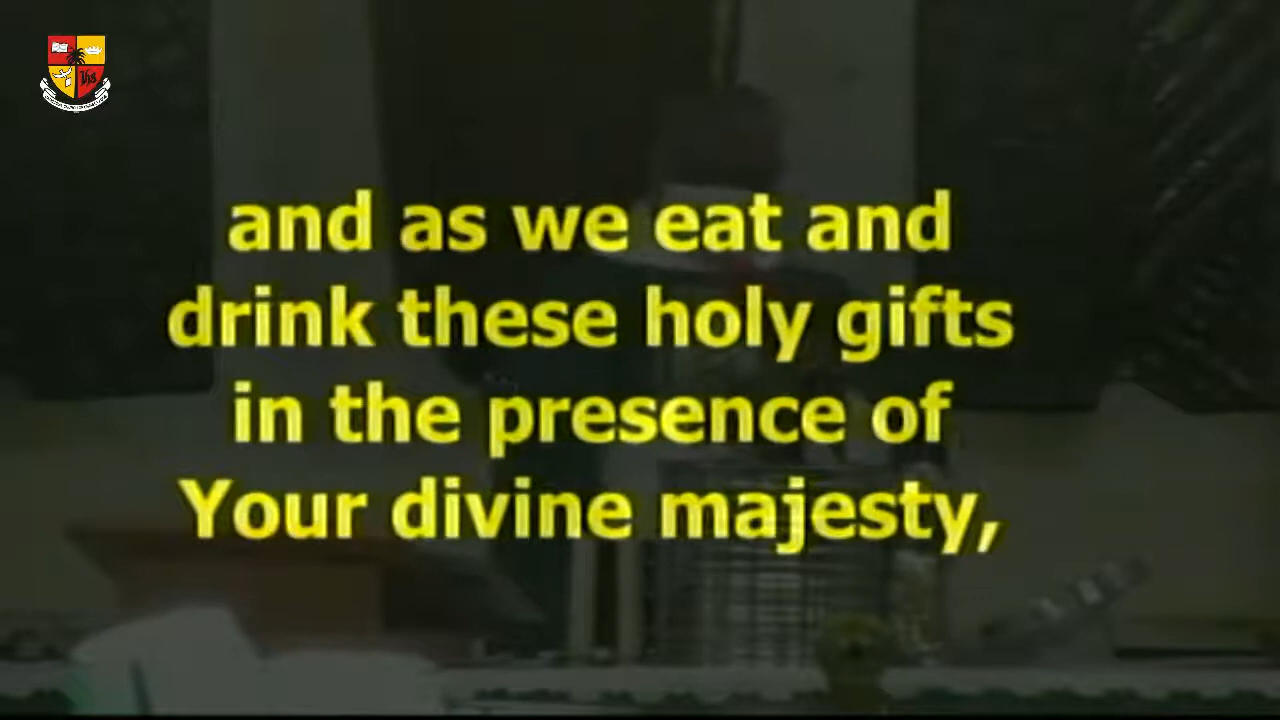 and as we eat and
drink these holy gifts
in the presence of
Your divine majesty,